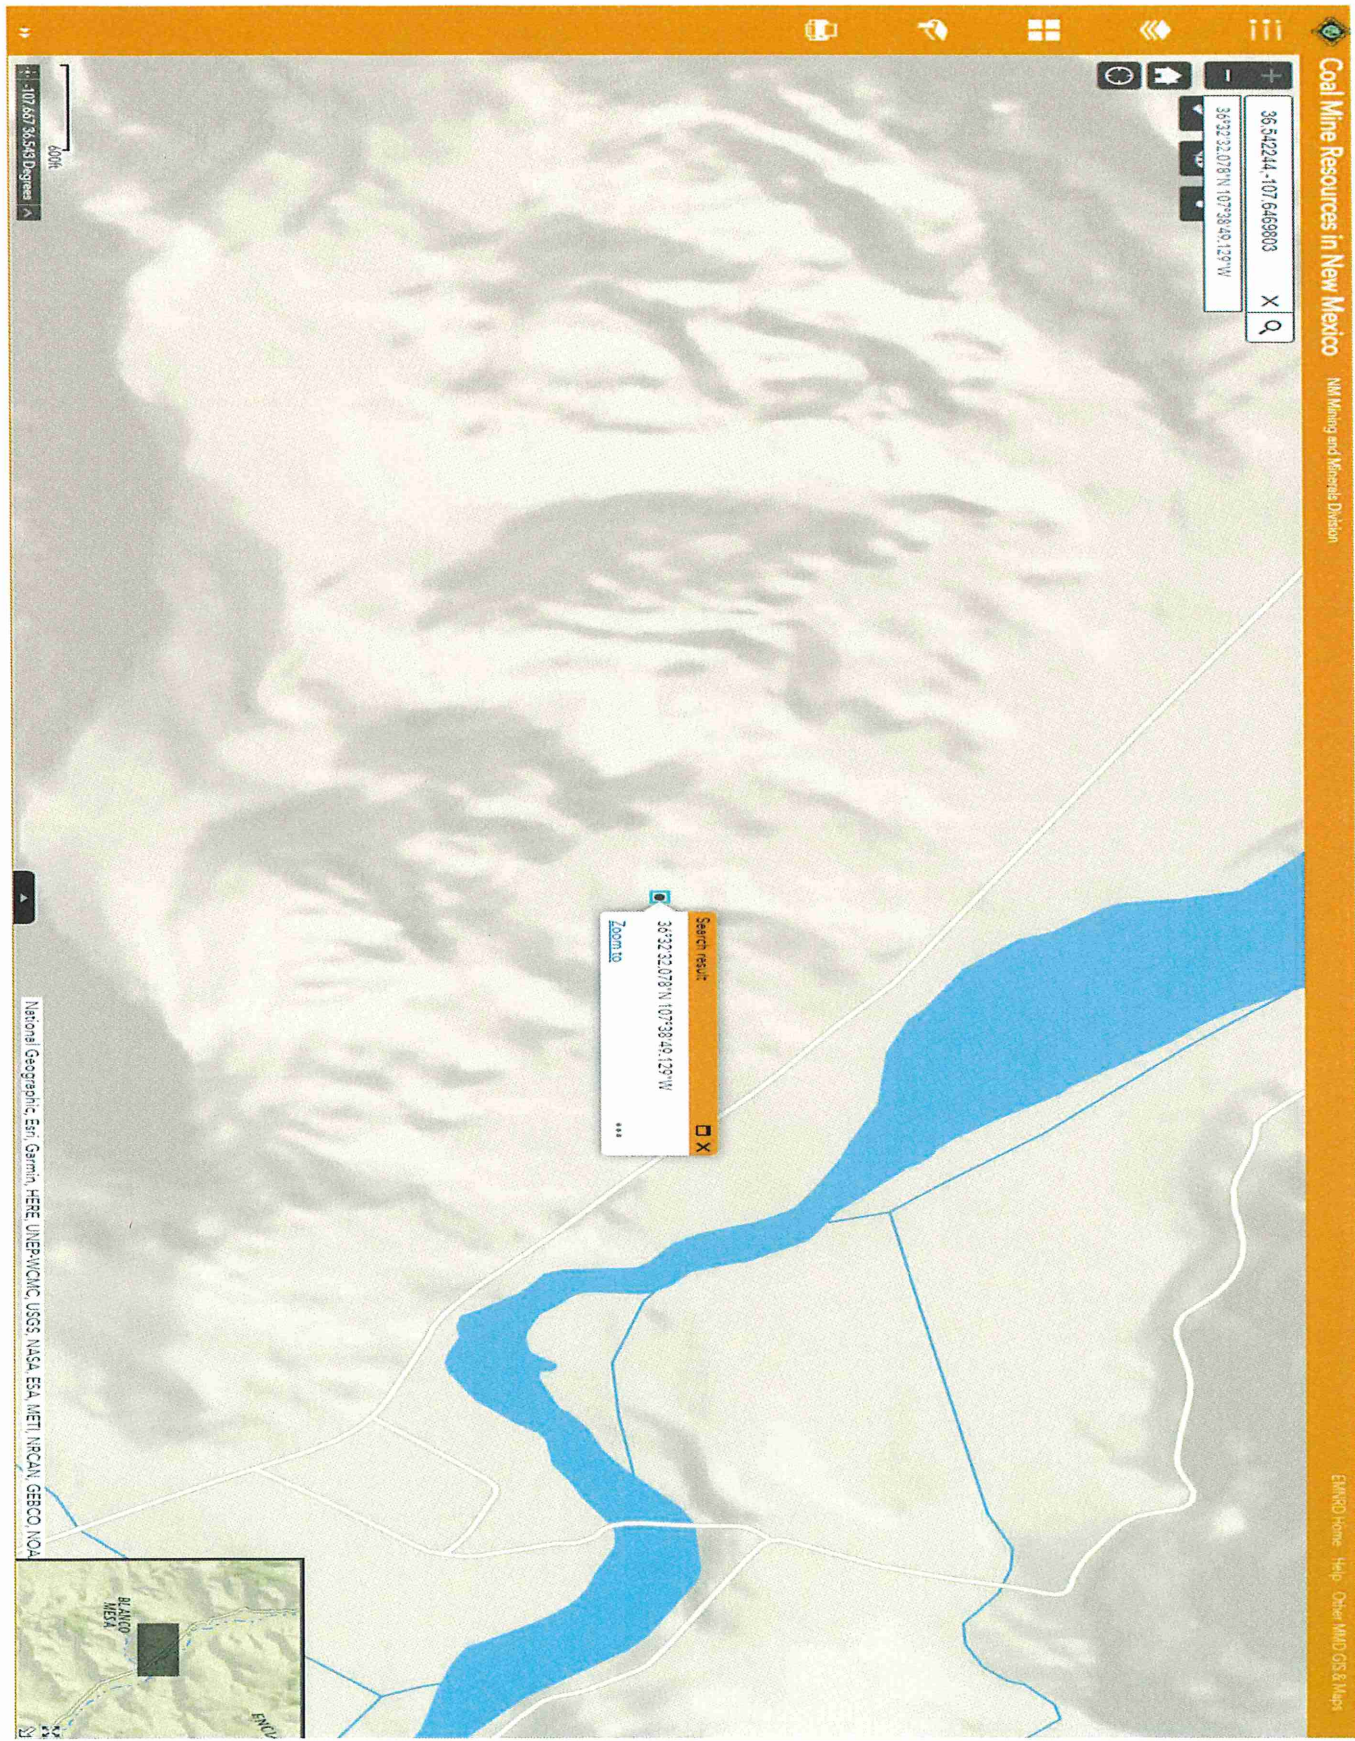 Coal Mine Resources in New Mexico NM Mining and Minerals Division EMNRD Home Help Other MMD GIS & Maps
36.542244,-107.6469803 X
36°32'32.078"N 107°38'49.129"W
Search result X
36°32'32.078"N 107°38'49.129"W
Zoom to
600ft
-107.667 36.543 Degrees
National Geographic, Esri, Garmin, HERE, UNEP-WCMC, USGS, NASA, ESA, METI, NRCAN, GEBCO, NOA
BLANCO
MESA
ENCI